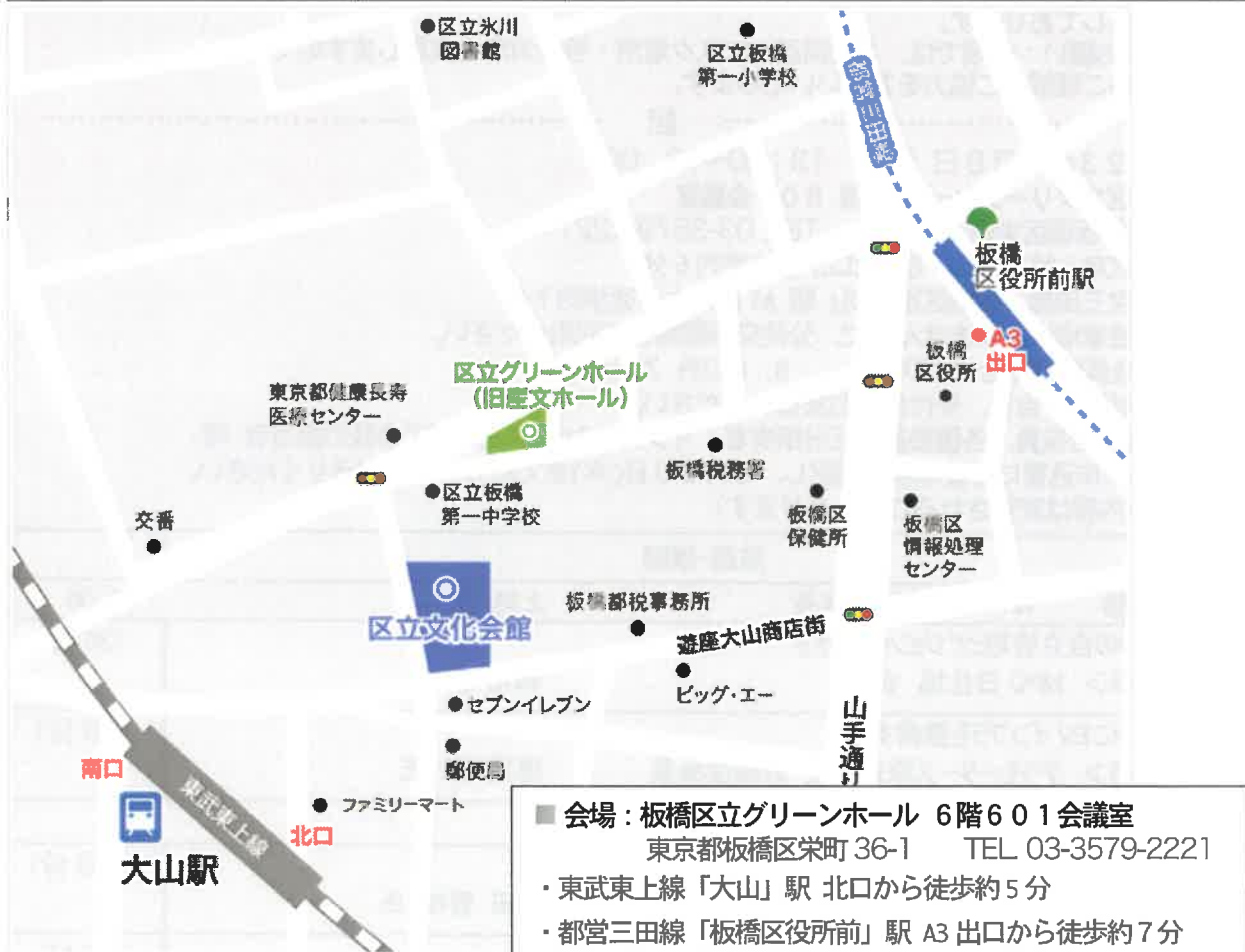 区立氷川
図書館
区立板橋
第一小学校
都営三田線
板橋
区役所前駅
A3
出口
板橋
区役所
区立グリーンホール
(旧産文ホール)
東京都健康長寿
医療センター
板橋税務署
区立板橋
第一中学校
交番
板橋区
保健所
板橋区
情報処理
センター
区立文化会館
板橋都税事務所
遊座大山商店街
ビッグ・エー
セブンイレブン
山手通り
郵便局
南口
東武東上線
ファミリーマート
北口
大山駅
■ 会場:板橋区立グリーンホール 6階601会議室
東京都板橋区栄町 36-1 TEL 03-3579-2221
・東武東上線「大山」駅 北口から徒歩約5分
・都営三田線「板橋区役所前」駅 A3 出口から徒歩約7分